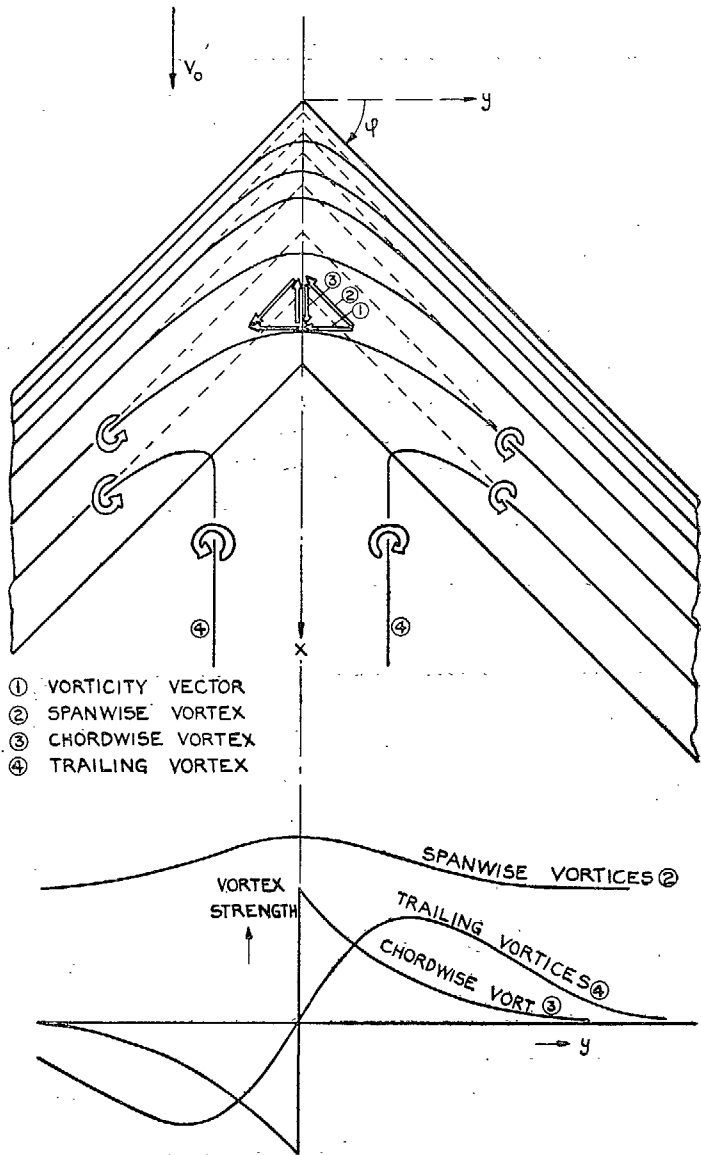 V₀
y
φ
③
②
①
④
④
x
① VORTICITY VECTOR
② SPANWISE VORTEX
③ CHORDWISE VORTEX
④ TRAILING VORTEX
SPANWISE VORTICES ②
VORTEX
STRENGTH
TRAILING VORTICES ④
CHORDWISE VORT. ③
y